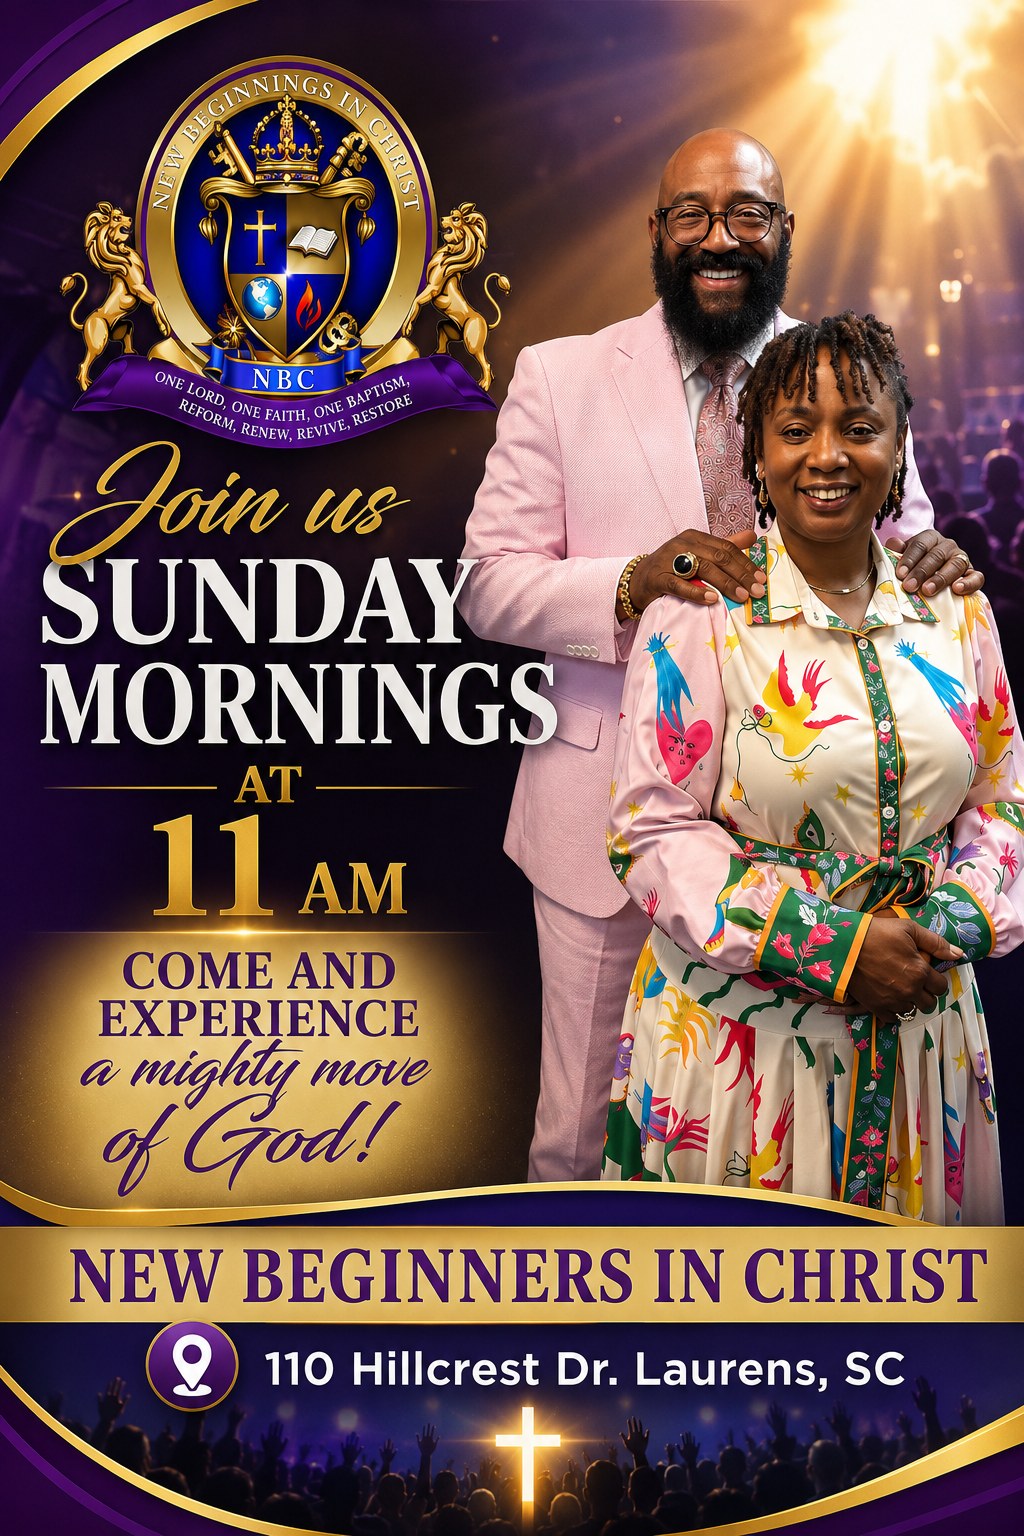 NEW BEGINNINGS IN CHRIST
NBC
ONE LORD, ONE FAITH, ONE BAPTISM,
REFORM, RENEW, REVIVE, RESTORE
Join us
SUNDAY
MORNINGS
AT
11 AM
COME AND
EXPERIENCE
a mighty move
of God!
NEW BEGINNERS IN CHRIST
110 Hillcrest Dr. Laurens, SC